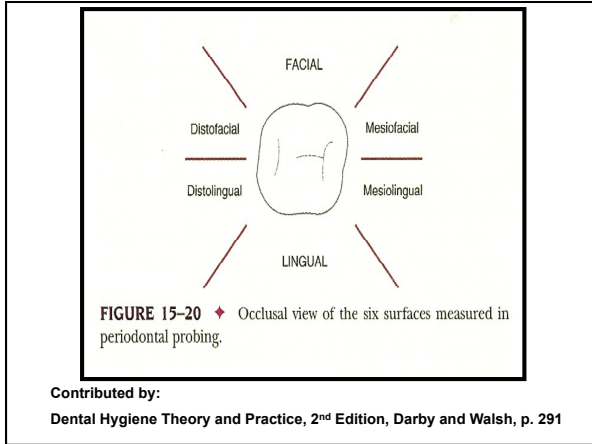 FACIAL
Distofacial Mesiofacial
Distolingual Mesiolingual
LINGUAL
FIGURE 15–20 ✦ Occlusal view of the six surfaces measured in
periodontal probing.
Contributed by:
Dental Hygiene Theory and Practice, 2nd Edition, Darby and Walsh, p. 291